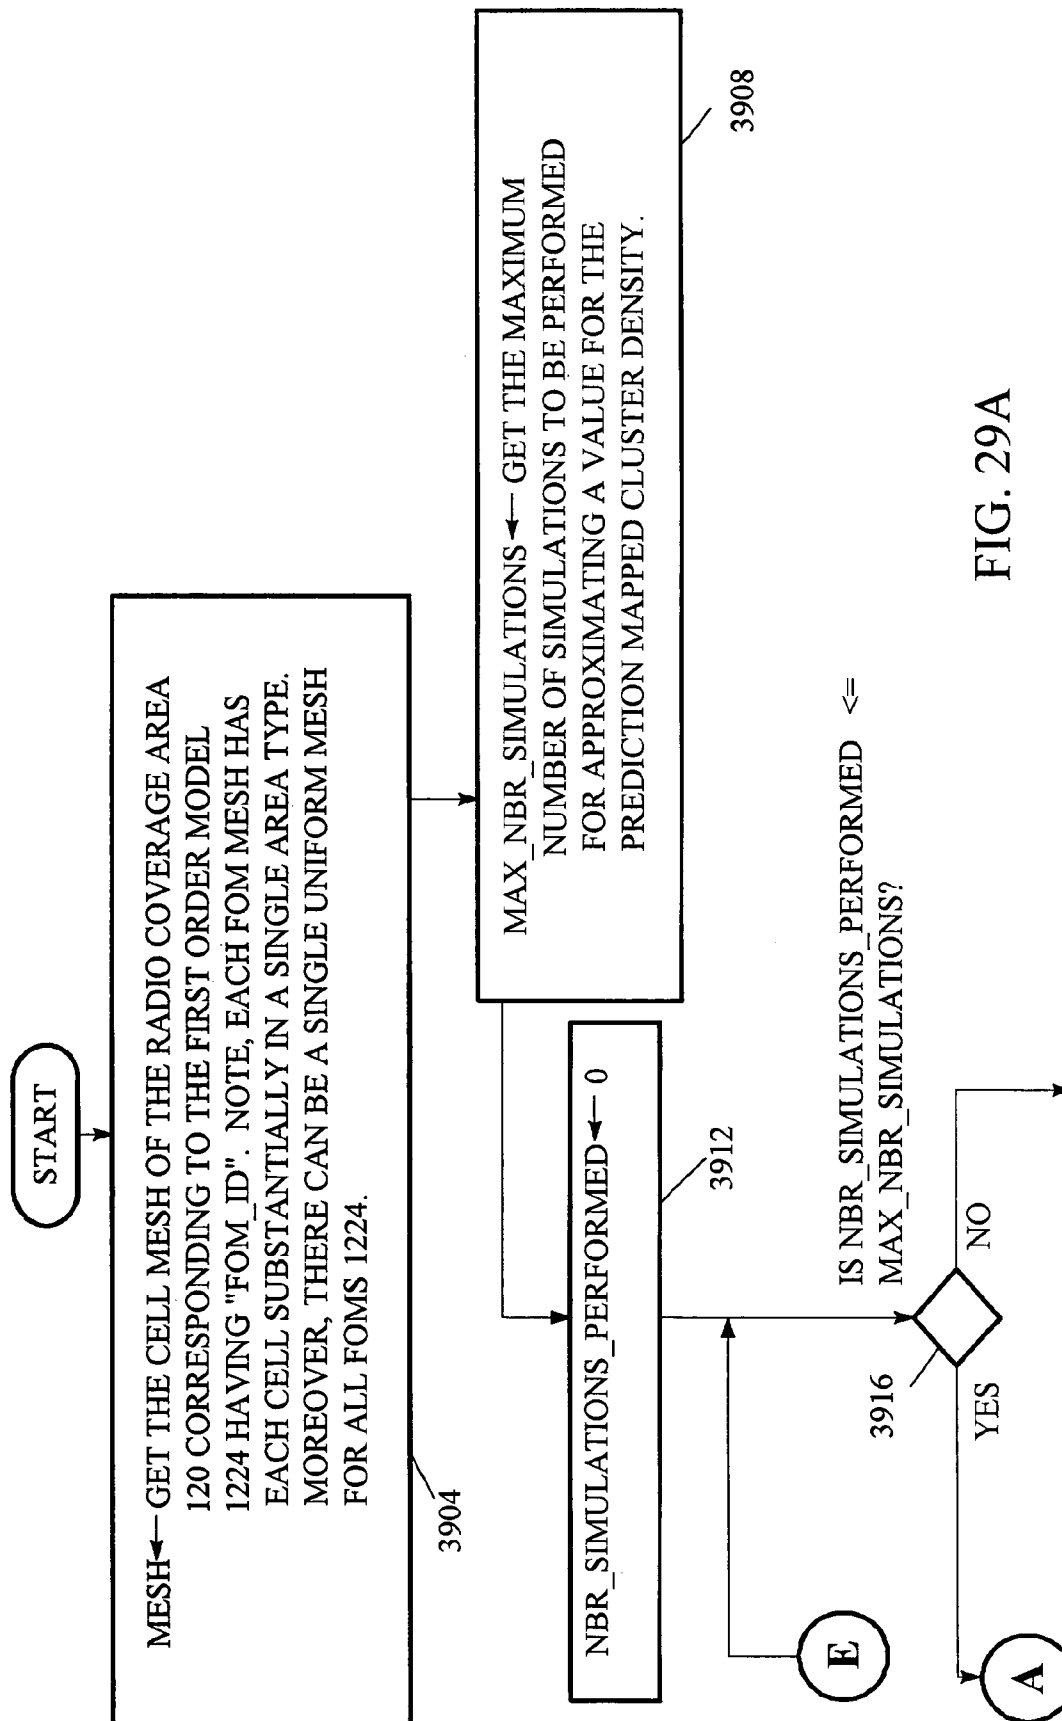 START
MESH← GET THE CELL MESH OF THE RADIO COVERAGE AREA
120 CORRESPONDING TO THE FIRST ORDER MODEL
1224 HAVING "FOM_ID". NOTE, EACH FOM MESH HAS
EACH CELL SUBSTANTIALLY IN A SINGLE AREA TYPE.
MOREOVER, THERE CAN BE A SINGLE UNIFORM MESH
FOR ALL FOMS 1224.
3904
MAX_NBR_SIMULATIONS ← GET THE MAXIMUM
NUMBER OF SIMULATIONS TO BE PERFORMED
FOR APPROXIMATING A VALUE FOR THE
PREDICTION MAPPED CLUSTER DENSITY.
3908
NBR_SIMULATIONS_PERFORMED ← 0
3912
E
IS NBR_SIMULATIONS_PERFORMED <=
MAX_NBR_SIMULATIONS?
3916
YES
NO
A
FIG. 29A